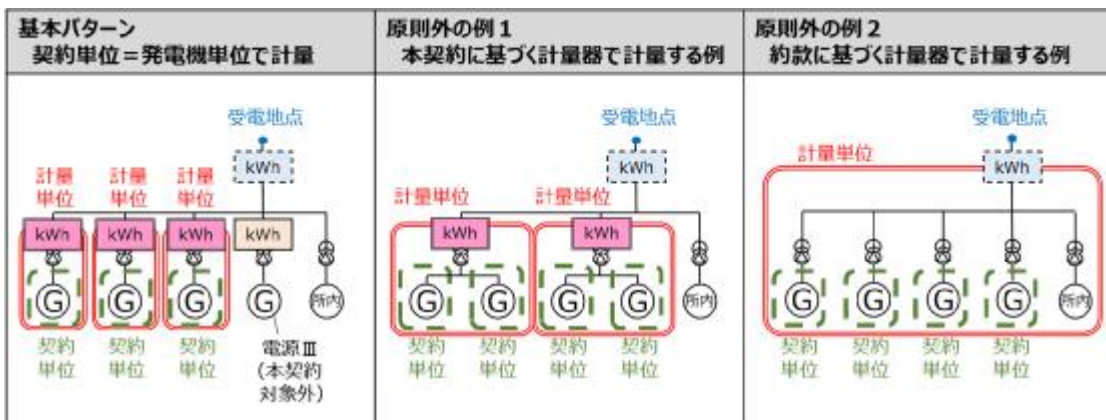 基本パターン
契約単位＝発電機単位で計量
受電地点
kWh
計量 計量 計量
単位 単位 単位
kWh kWh kWh kWh
G G G G 所内
契約 契約 契約 電源Ⅲ
単位 単位 単位 （本契約
対象外）
原則外の例１
本契約に基づく計量器で計量する例
受電地点
kWh
計量単位 計量単位
kWh kWh
G G G G 所内
契約 契約 契約 契約
単位 単位 単位 単位
原則外の例２
約款に基づく計量器で計量する例
受電地点
計量単位
kWh
G G G G 所内
契約 契約 契約 契約
単位 単位 単位 単位